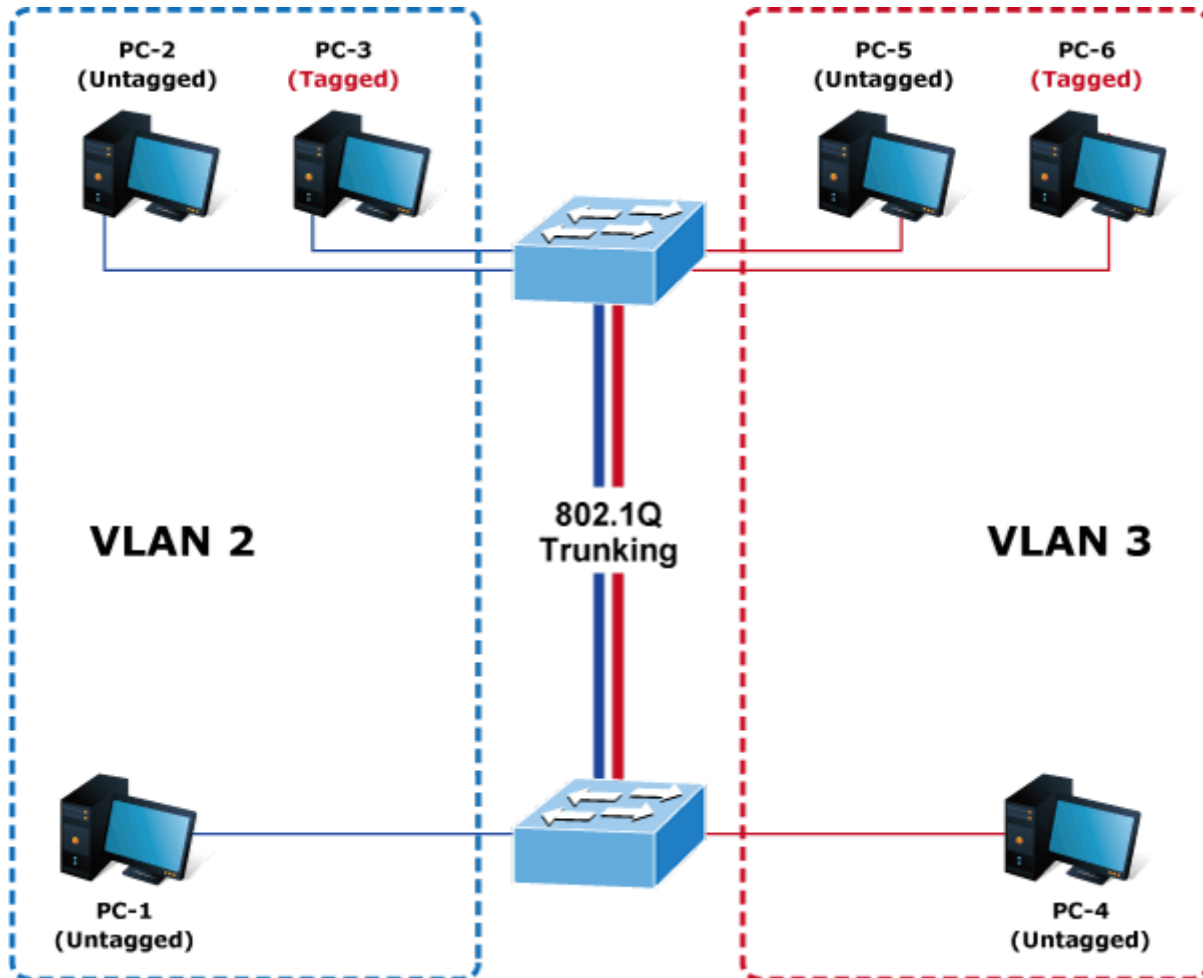 PC-2
(Untagged)
PC-3
(Tagged)
PC-5
(Untagged)
PC-6
(Tagged)
802.1Q
Trunking
VLAN 2
VLAN 3
PC-1
(Untagged)
PC-4
(Untagged)